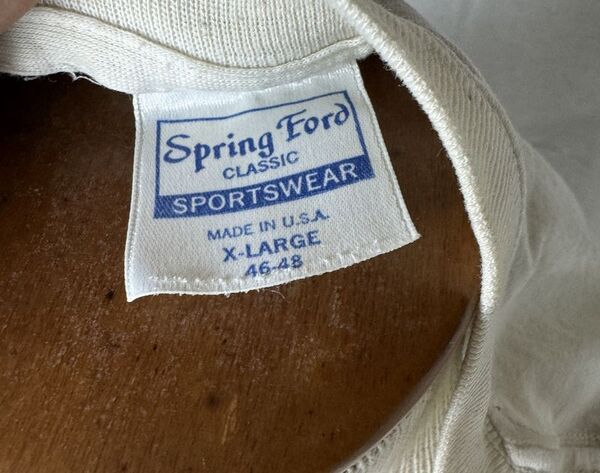 Spring Ford
CLASSIC
SPORTSWEAR
MADE IN U.S.A.
X-LARGE
46-48